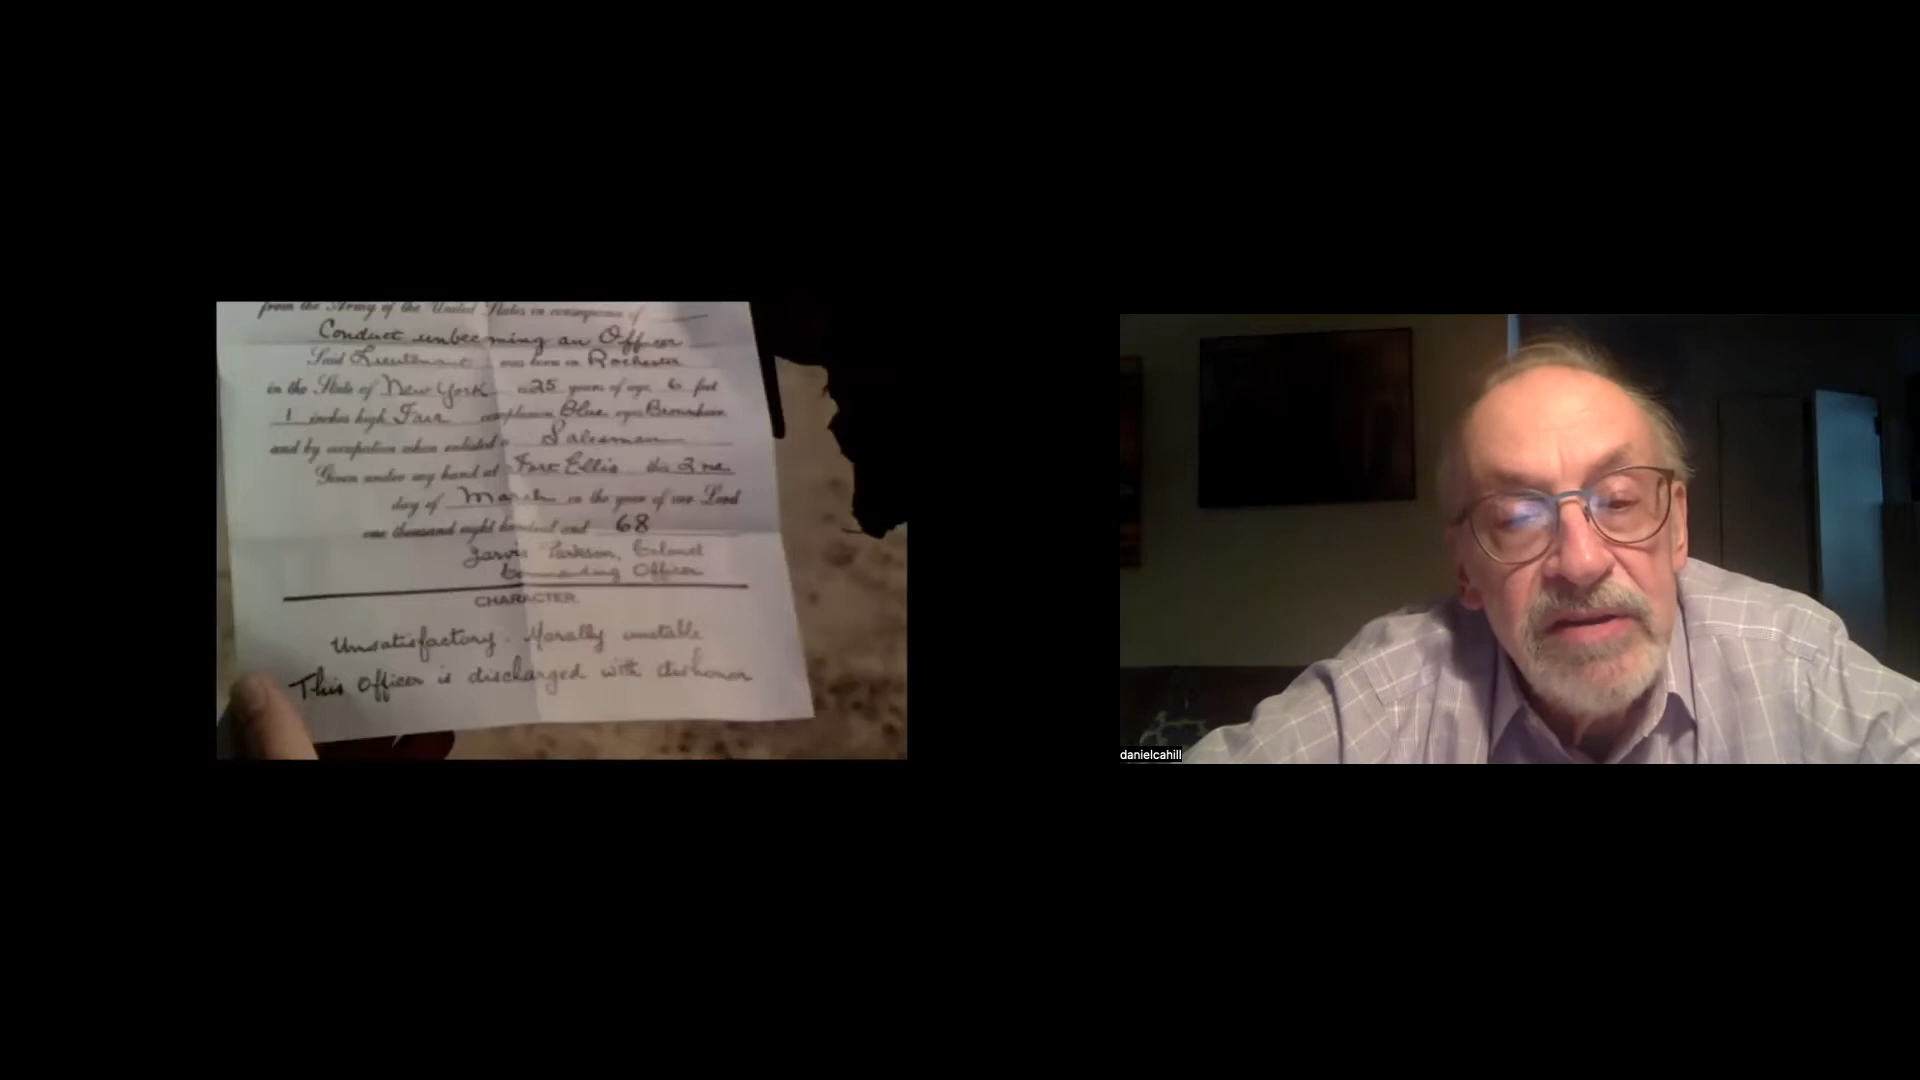 from the Army of the United States in consequence of
Conduct unbecoming an Officer
Said Lieutenant was born in Rochester
in the State of New York is 25 years of age, 6 feet
1 inches high Fair complexion Blue eyes Brown hair
and by occupation when enlisted a Salesman
Given under my hand at Fort Ellis this 2nd
day of March in the year of our Lord
one thousand eight hundred and 68
Jarvis Parkson, Colonel
Commanding Officer
CHARACTER.
Unsatisfactory. Morally unstable
This Officer is discharged with dishonor
danielcahill